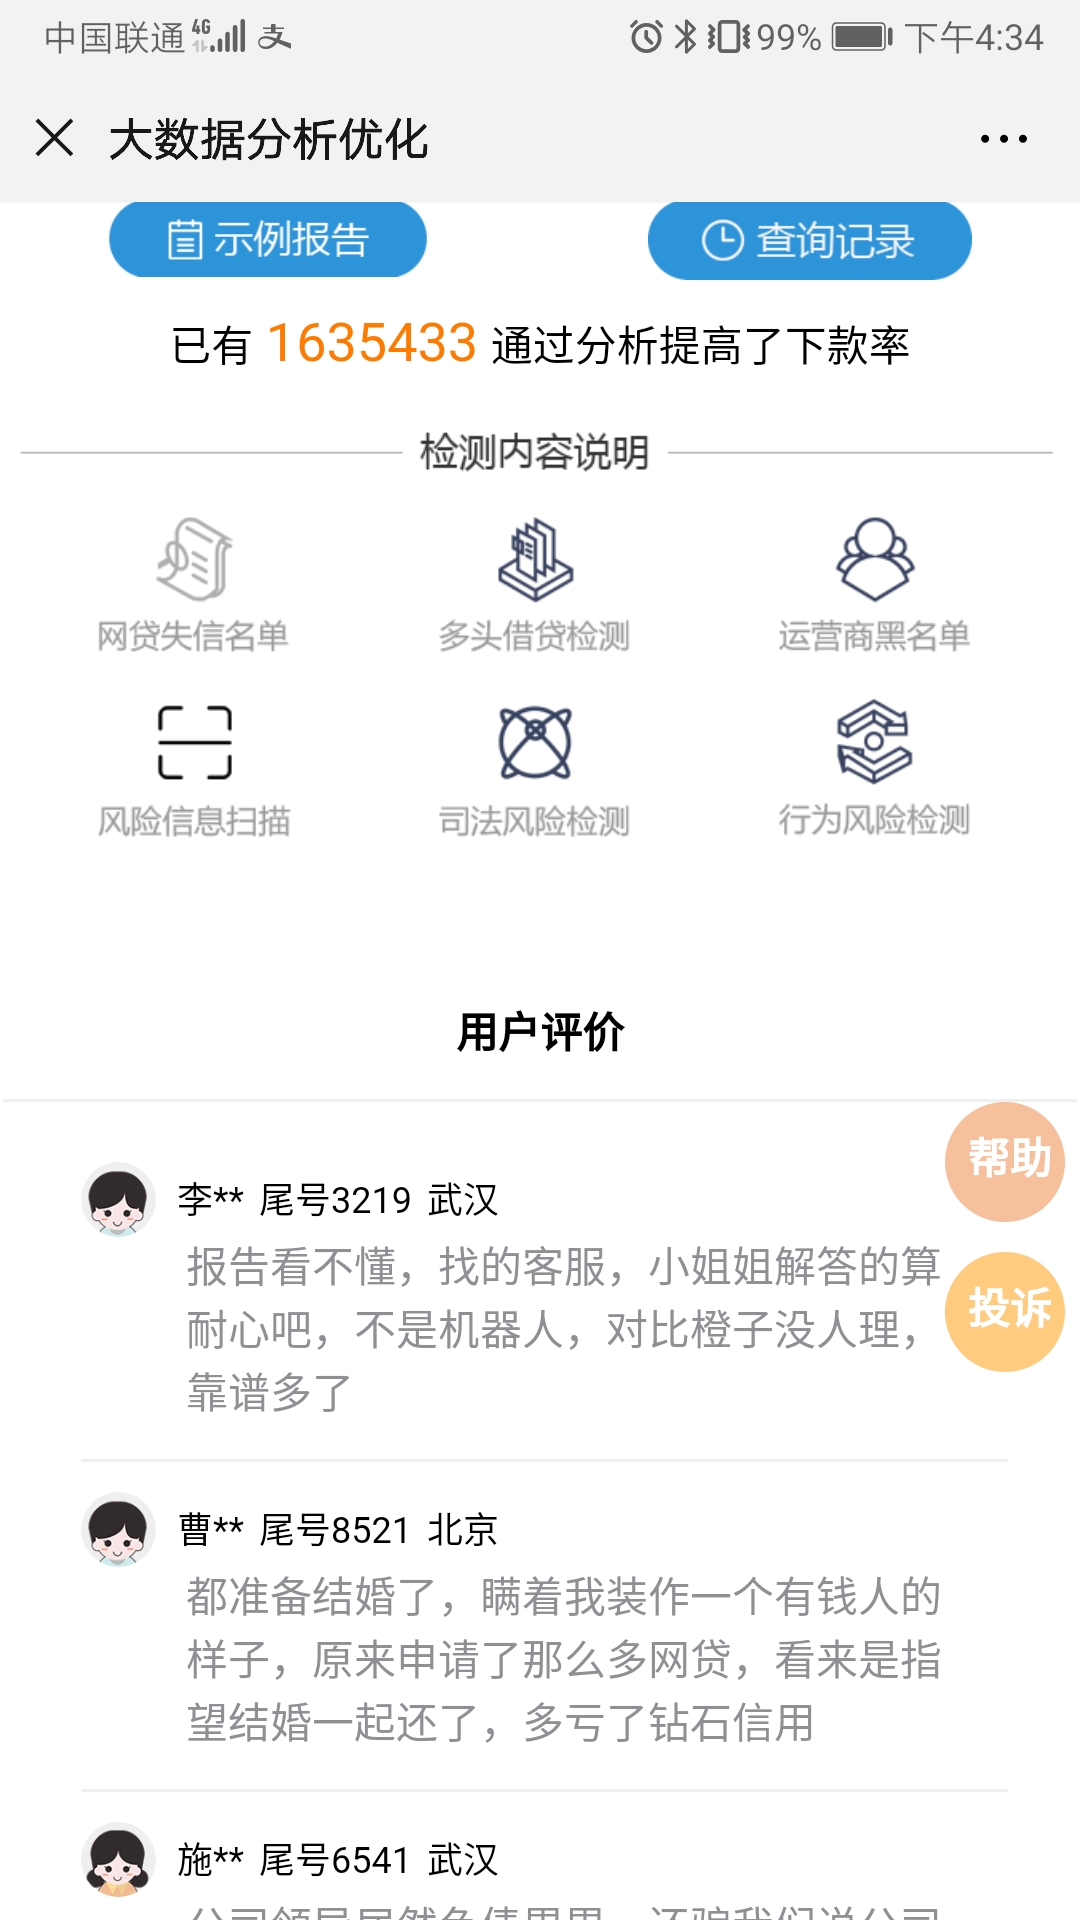 中国联通 4G 支 99% 下午4:34
大数据分析优化
示例报告 查询记录
已有 1635433 通过分析提高了下款率
检测内容说明
网贷失信名单 多头借贷检测 运营商黑名单
风险信息扫描 司法风险检测 行为风险检测
用户评价
帮助
李** 尾号3219 武汉
报告看不懂，找的客服，小姐姐解答的算
耐心吧，不是机器人，对比橙子没人理，
靠谱多了
投诉
曹** 尾号8521 北京
都准备结婚了，瞒着我装作一个有钱人的
样子，原来申请了那么多网贷，看来是指
望结婚一起还了，多亏了钻石信用
施** 尾号6541 武汉